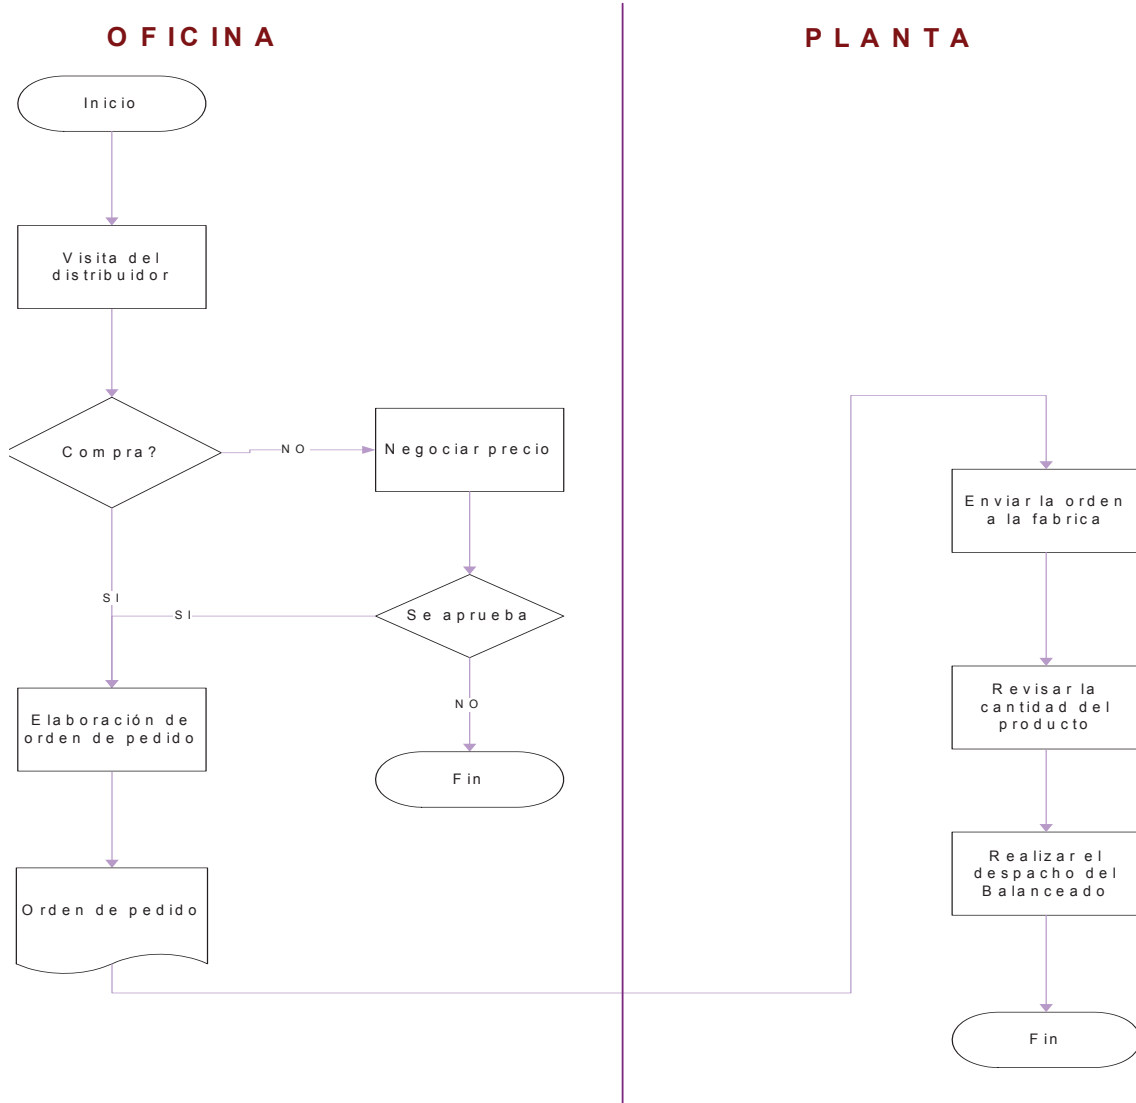 OFICINA
PLANTA
Inicio
Visita del
distribuidor
Compra?
NO
Negociar precio
SI
SI
Se aprueba
NO
Elaboración de
orden de pedido
Fin
Orden de pedido
Enviar la orden
a la fabrica
Revisar la
cantidad del
producto
Realizar el
despacho del
Balanceado
Fin